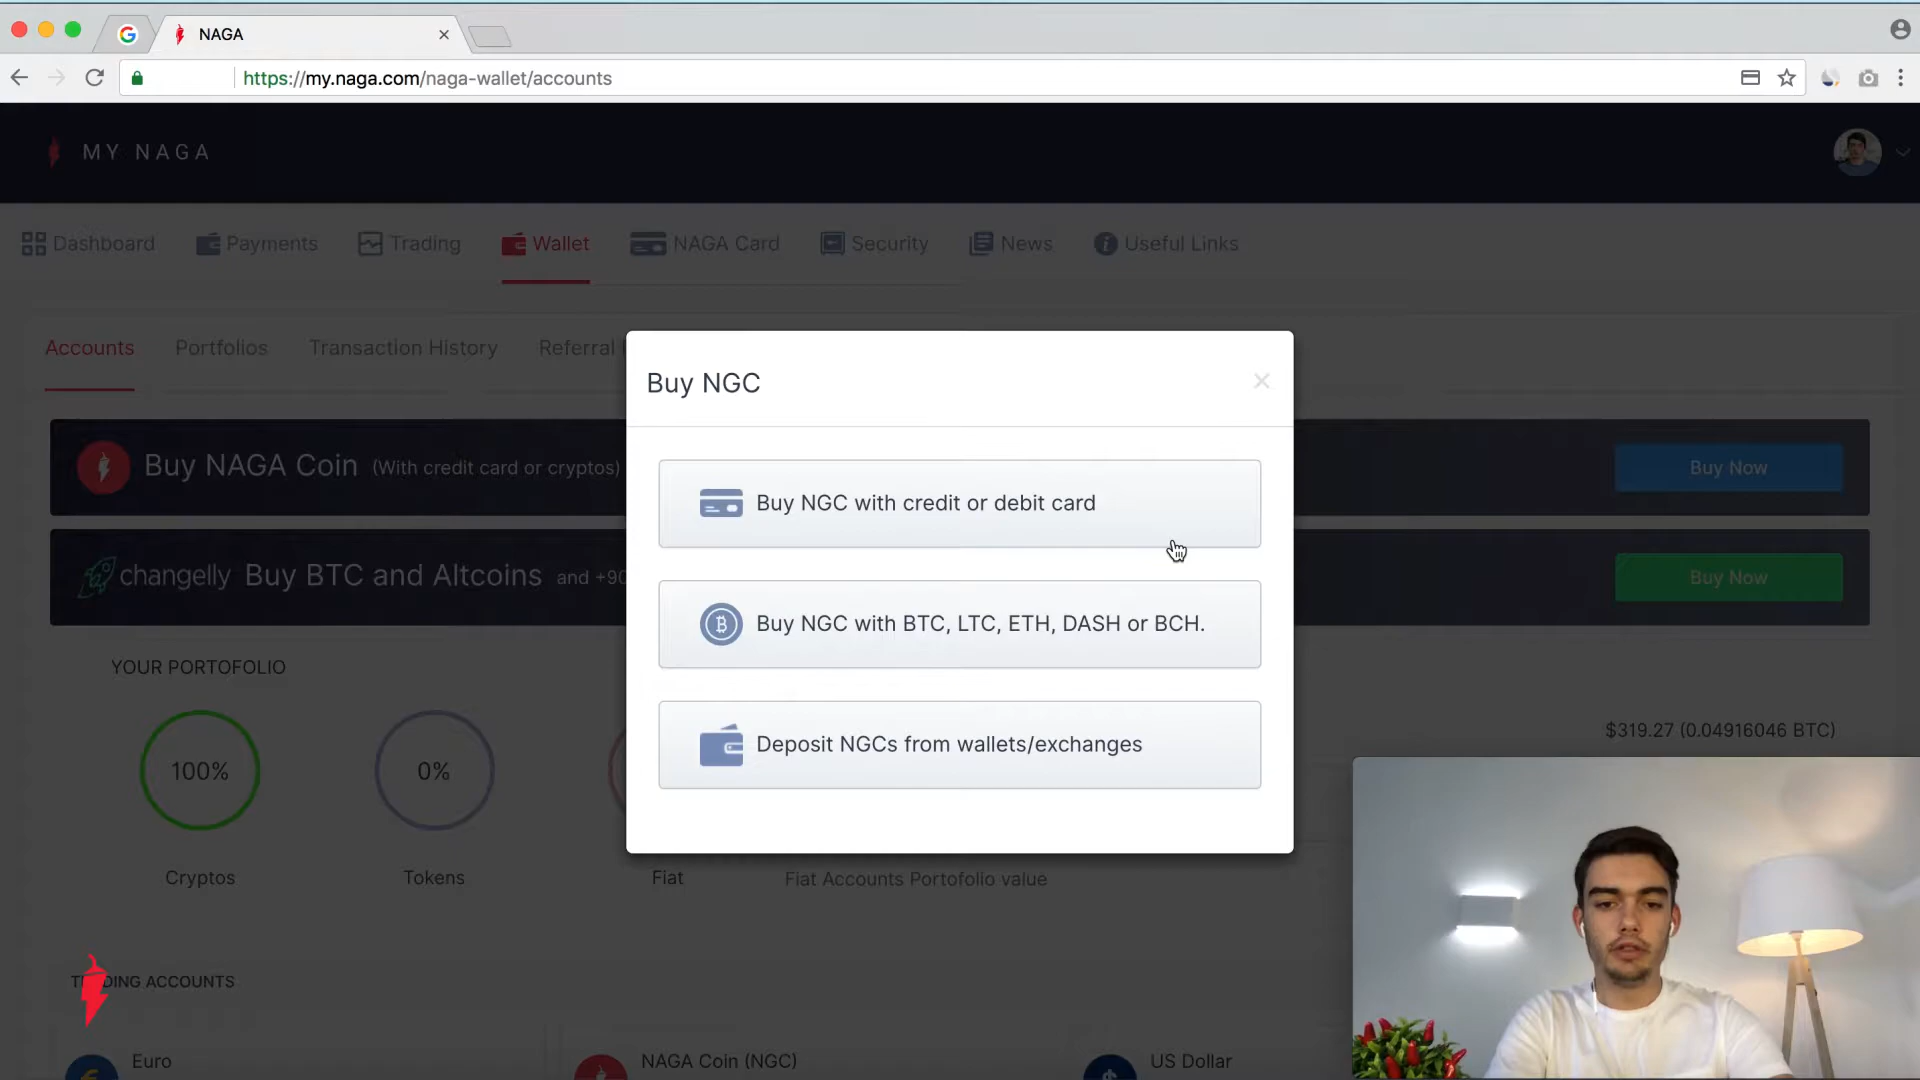 NAGA
https://my.naga.com/naga-wallet/accounts
MY NAGA
Dashboard Payments Trading Wallet NAGA Card Security News Useful Links
Accounts Portfolios Transaction History Referral
Buy NGC
Buy NAGA Coin (With credit card or cryptos) Buy Now
Buy NGC with credit or debit card
changelly Buy BTC and Altcoins and +90 Buy Now
Buy NGC with BTC, LTC, ETH, DASH or BCH.
YOUR PORTOFOLIO
$319.27 (0.04916046 BTC)
Deposit NGCs from wallets/exchanges
100% 0%
Cryptos Tokens Fiat Fiat Accounts Portofolio value
TRADING ACCOUNTS
Euro NAGA Coin (NGC) US Dollar